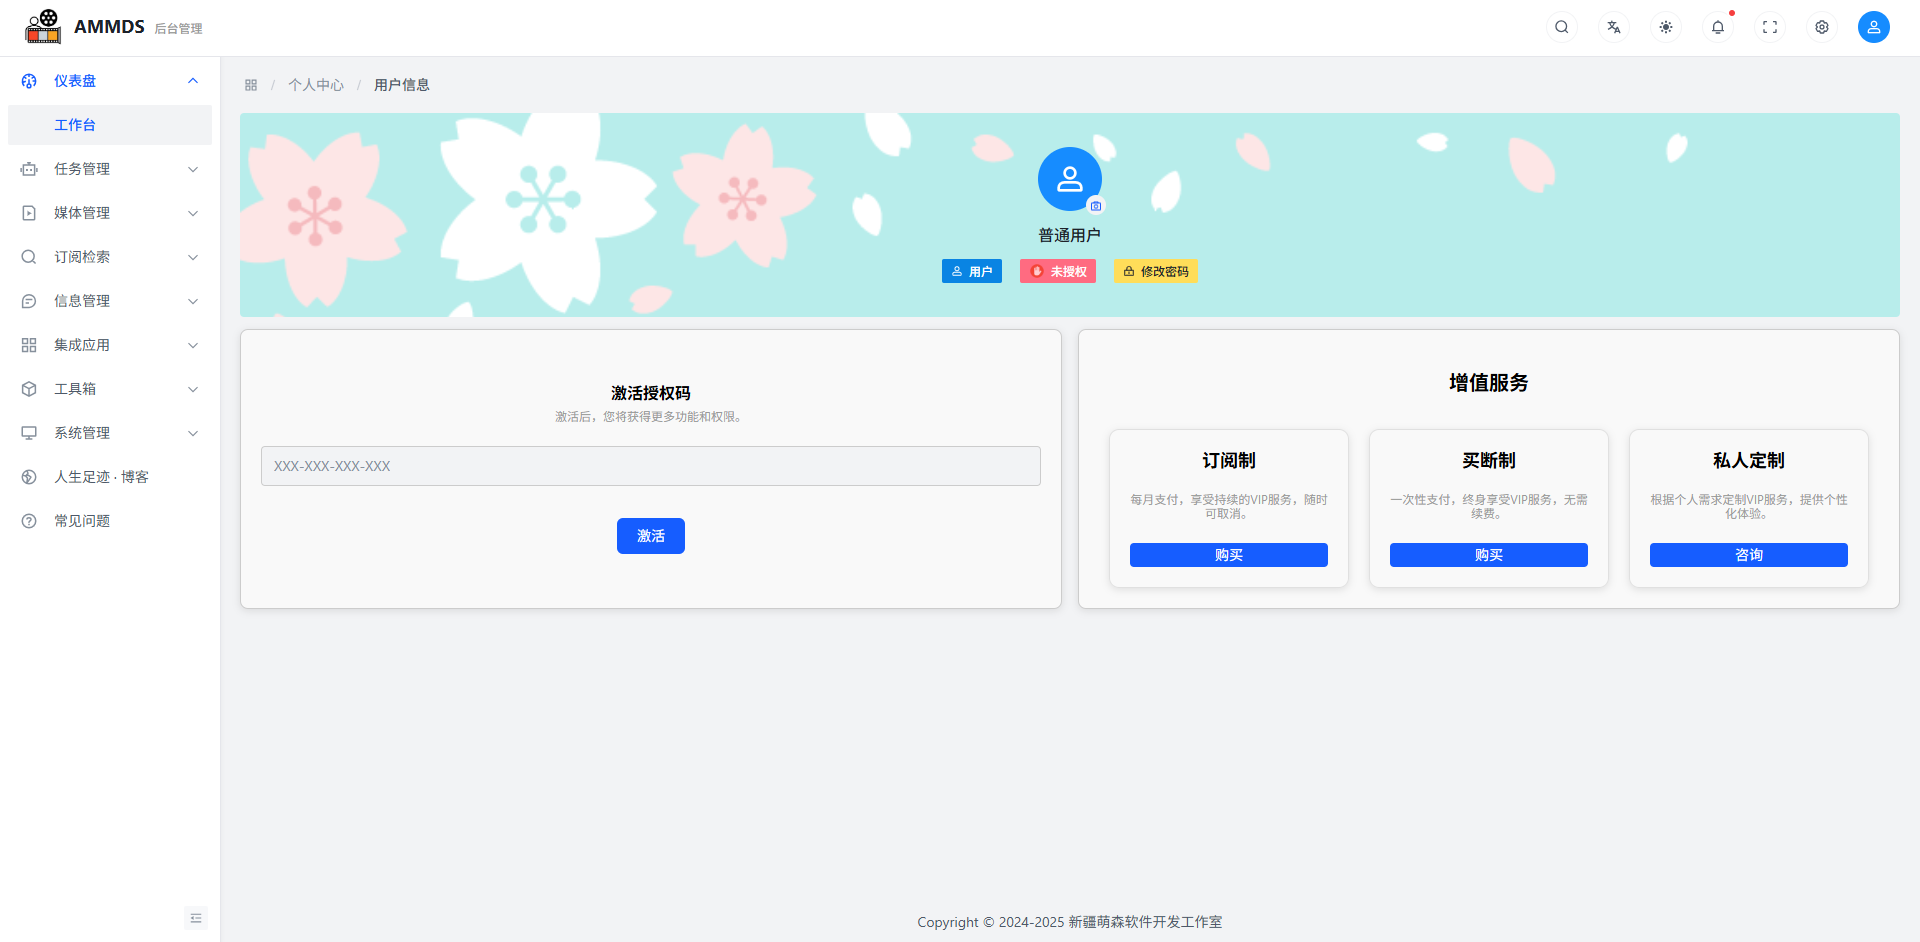 AMMDS 后台管理
仪表盘
工作台
任务管理
媒体管理
订阅检索
信息管理
集成应用
工具箱
系统管理
人生足迹 · 博客
常见问题
/ 个人中心 / 用户信息
普通用户
用户 未授权 修改密码
激活授权码
激活后，您将获得更多功能和权限。
XXX-XXX-XXX-XXX
激活
增值服务
订阅制
每月支付，享受持续的VIP服务，随时
可取消。
购买
买断制
一次性支付，终身享受VIP服务，无需
续费。
购买
私人定制
根据个人需求定制VIP服务，提供个性
化体验。
咨询
Copyright © 2024-2025 新疆萌森软件开发工作室